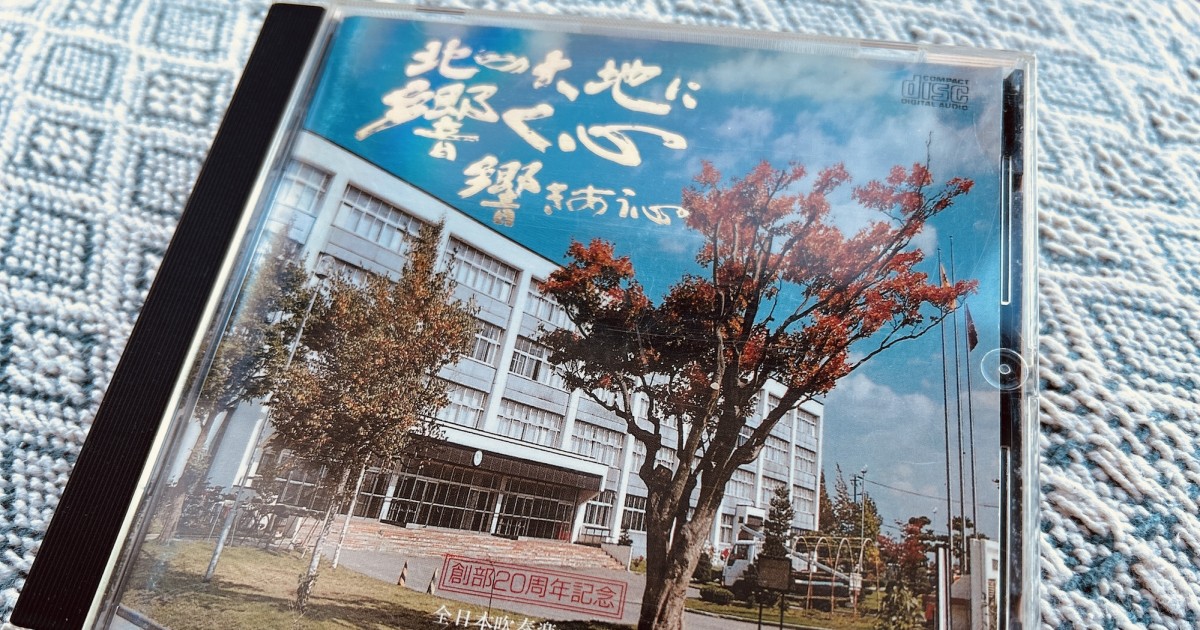 北の大地に
響く心
響きあう心
COMPACT
disc
DIGITAL AUDIO
創部20周年記念
全日本吹奏楽